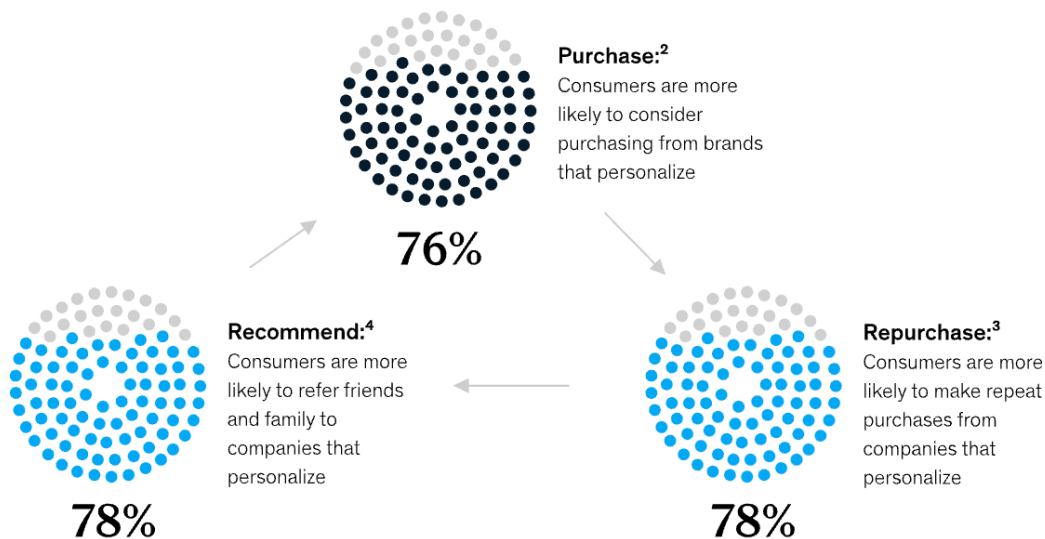 Purchase:²
Consumers are more
likely to consider
purchasing from brands
that personalize
76%
Repurchase:³
Consumers are more
likely to make repeat
purchases from
companies that
personalize
78%
Recommend:⁴
Consumers are more
likely to refer friends
and family to
companies that
personalize
78%